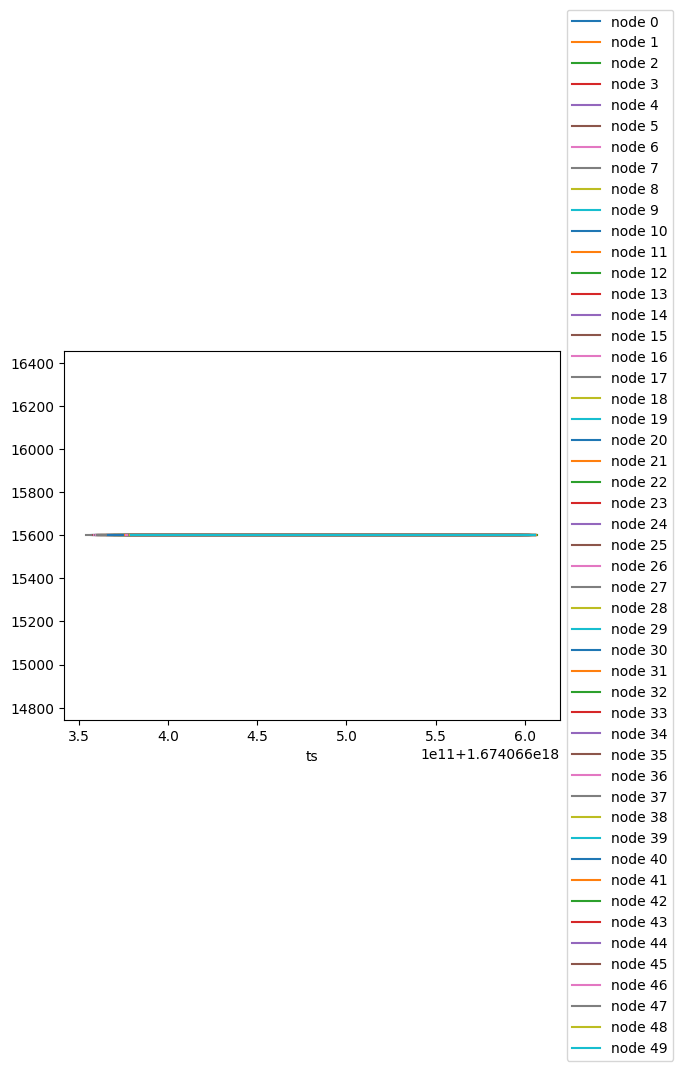 node 0
node 1
node 2
node 3
node 4
node 5
node 6
node 7
node 8
node 9
node 10
node 11
node 12
node 13
node 14
node 15
node 16
node 17
node 18
node 19
node 20
node 21
node 22
node 23
node 24
node 25
node 26
node 27
node 28
node 29
node 30
node 31
node 32
node 33
node 34
node 35
node 36
node 37
node 38
node 39
node 40
node 41
node 42
node 43
node 44
node 45
node 46
node 47
node 48
node 49
16400
16200
16000
15800
15600
15400
15200
15000
14800
3.5 4.0 4.5 5.0 5.5 6.0
ts
1e11+1.674066e18